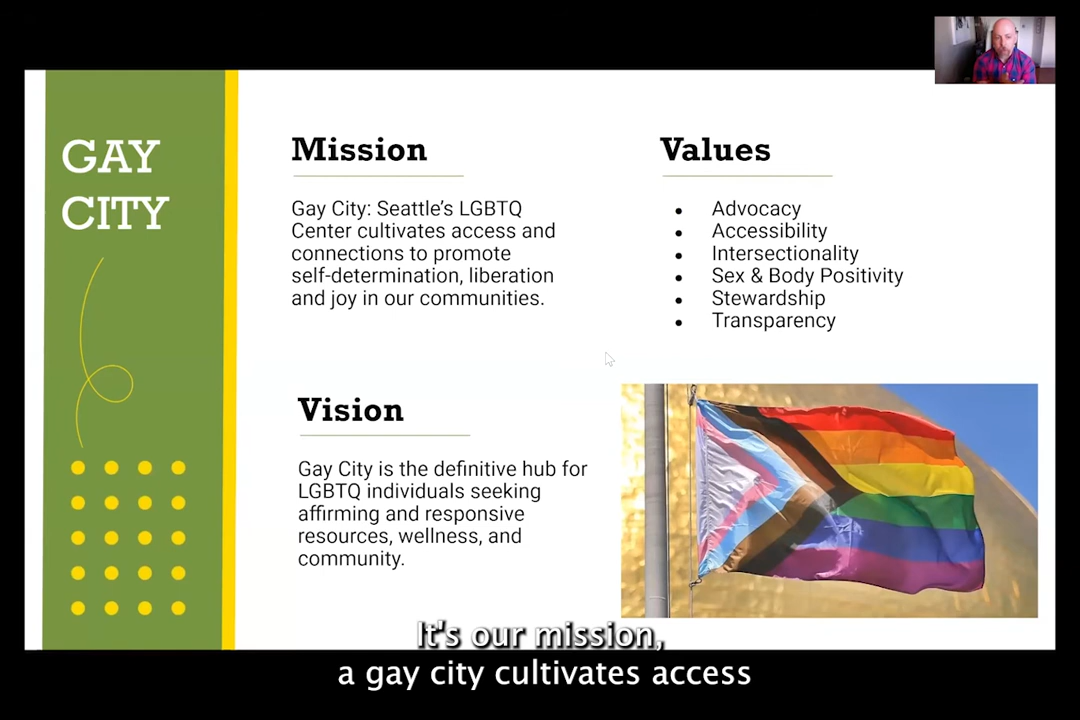 GAY
CITY
Mission
Gay City: Seattle's LGBTQ
Center cultivates access and
connections to promote
self-determination, liberation
and joy in our communities.
Values
• Advocacy
• Accessibility
• Intersectionality
• Sex & Body Positivity
• Stewardship
• Transparency
Vision
Gay City is the definitive hub for
LGBTQ individuals seeking
affirming and responsive
resources, wellness, and
community.
It's our mission,
a gay city cultivates access